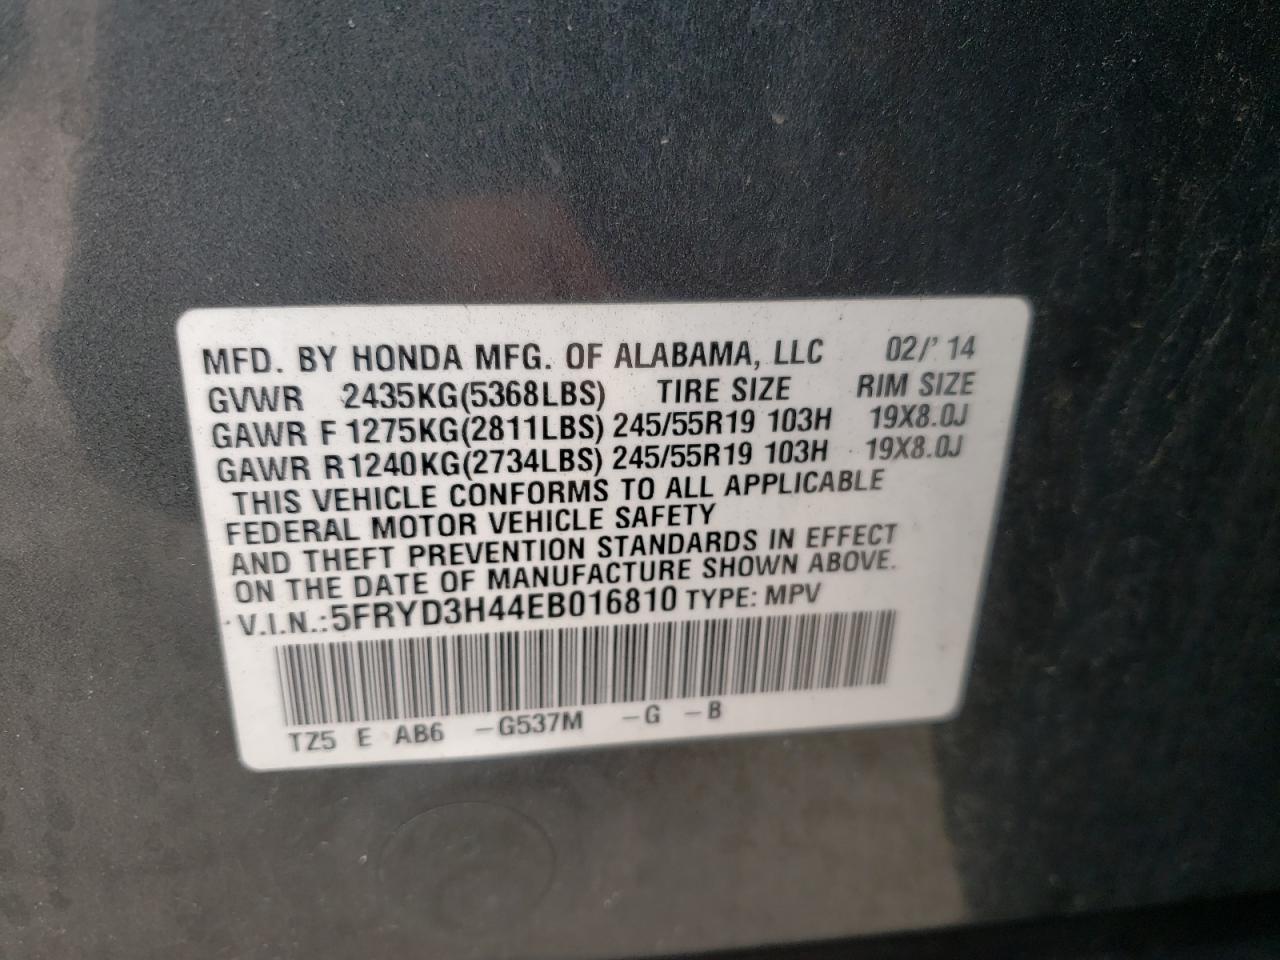 MFD. BY HONDA MFG. OF ALABAMA, LLC 02/' 14
GVWR 2435KG(5368LBS) TIRE SIZE RIM SIZE
GAWR F 1275KG(2811LBS) 245/55R19 103H 19X8.0J
GAWR R 1240KG(2734LBS) 245/55R19 103H 19X8.0J
THIS VEHICLE CONFORMS TO ALL APPLICABLE
FEDERAL MOTOR VEHICLE SAFETY
AND THEFT PREVENTION STANDARDS IN EFFECT
ON THE DATE OF MANUFACTURE SHOWN ABOVE.
V.I.N.:5FRYD3H44EB016810 TYPE: MPV
TZ5 E AB6 -G537M -G -B